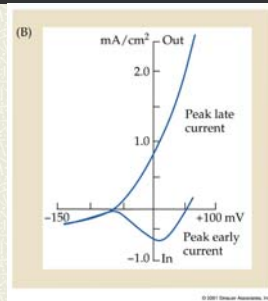 (B)
mA/cm² Out
2.0
Peak late
current
1.0
-150
+100 mV
Peak early
current
-1.0 In